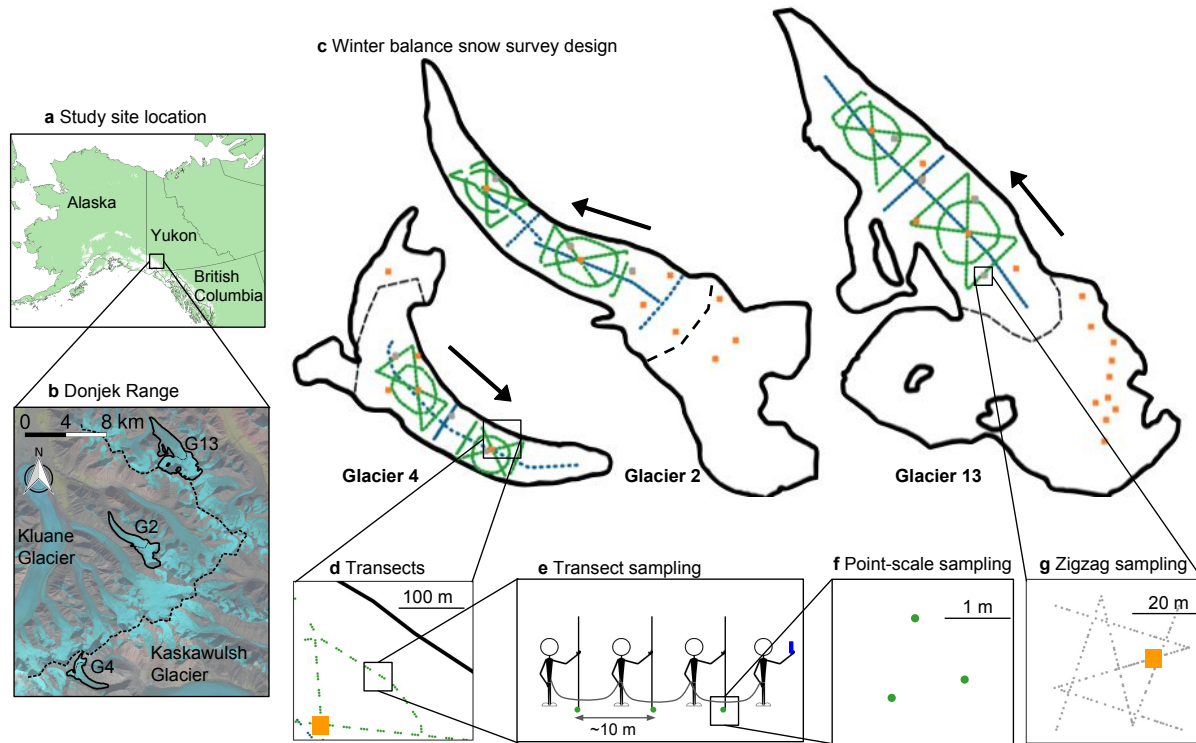 c Winter balance snow survey design
a Study site location
Alaska
Yukon
British
Columbia
b Donjek Range
0 4 8 km
N
G13
G2
Kluane
Glacier
G4
Kaskawulsh
Glacier
Glacier 4
Glacier 2
Glacier 13
d Transects
100 m
e Transect sampling
~10 m
f Point-scale sampling
1 m
g Zigzag sampling
20 m